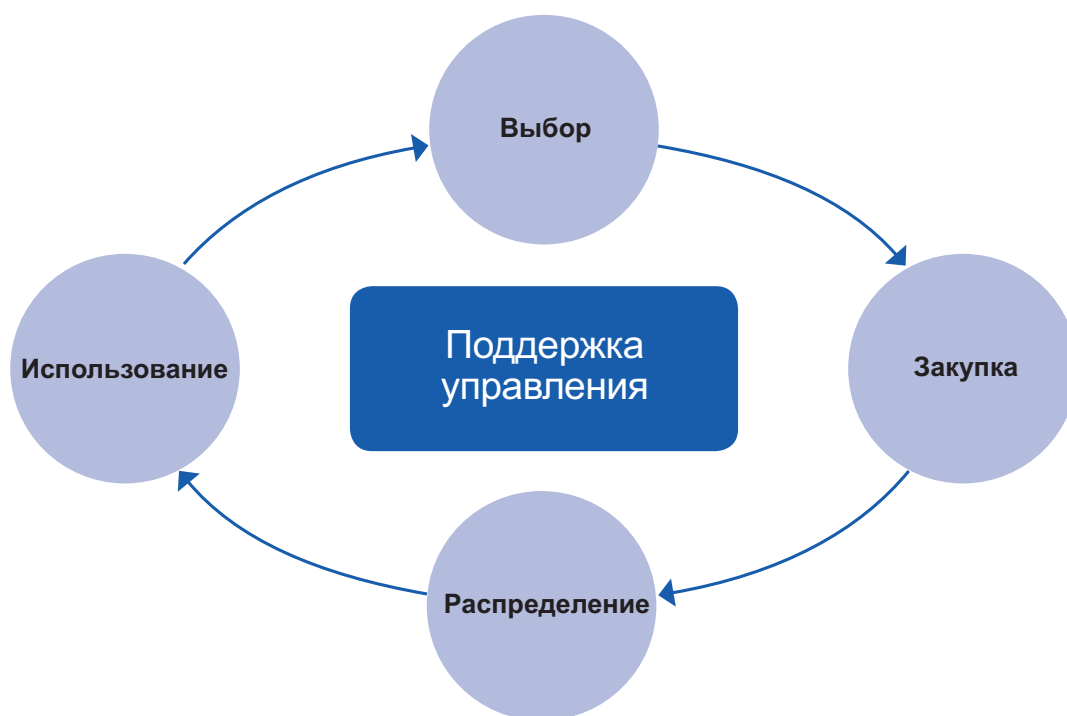 Выбор
Использование
Поддержка
управления
Закупка
Распределение